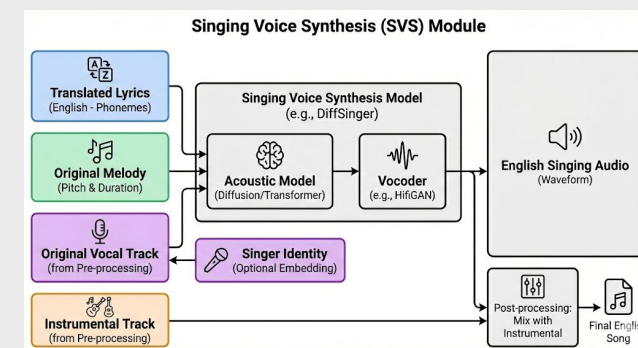 Singing Voice Synthesis (SVS) Module
Translated Lyrics
(English - Phonemes)
Original Melody
(Pitch & Duration)
Original Vocal Track
(from Pre-processing)
Instrumental Track
(from Pre-processing)
Singing Voice Synthesis Model
(e.g., DiffSinger)
Acoustic Model
(Diffusion/Transformer)
Vocoder
(e.g., HifiGAN)
Singer Identity
(Optional Embedding)
English Singing Audio
(Waveform)
Post-processing:
Mix with
Instrumental
Final Englis
Song
A
Z